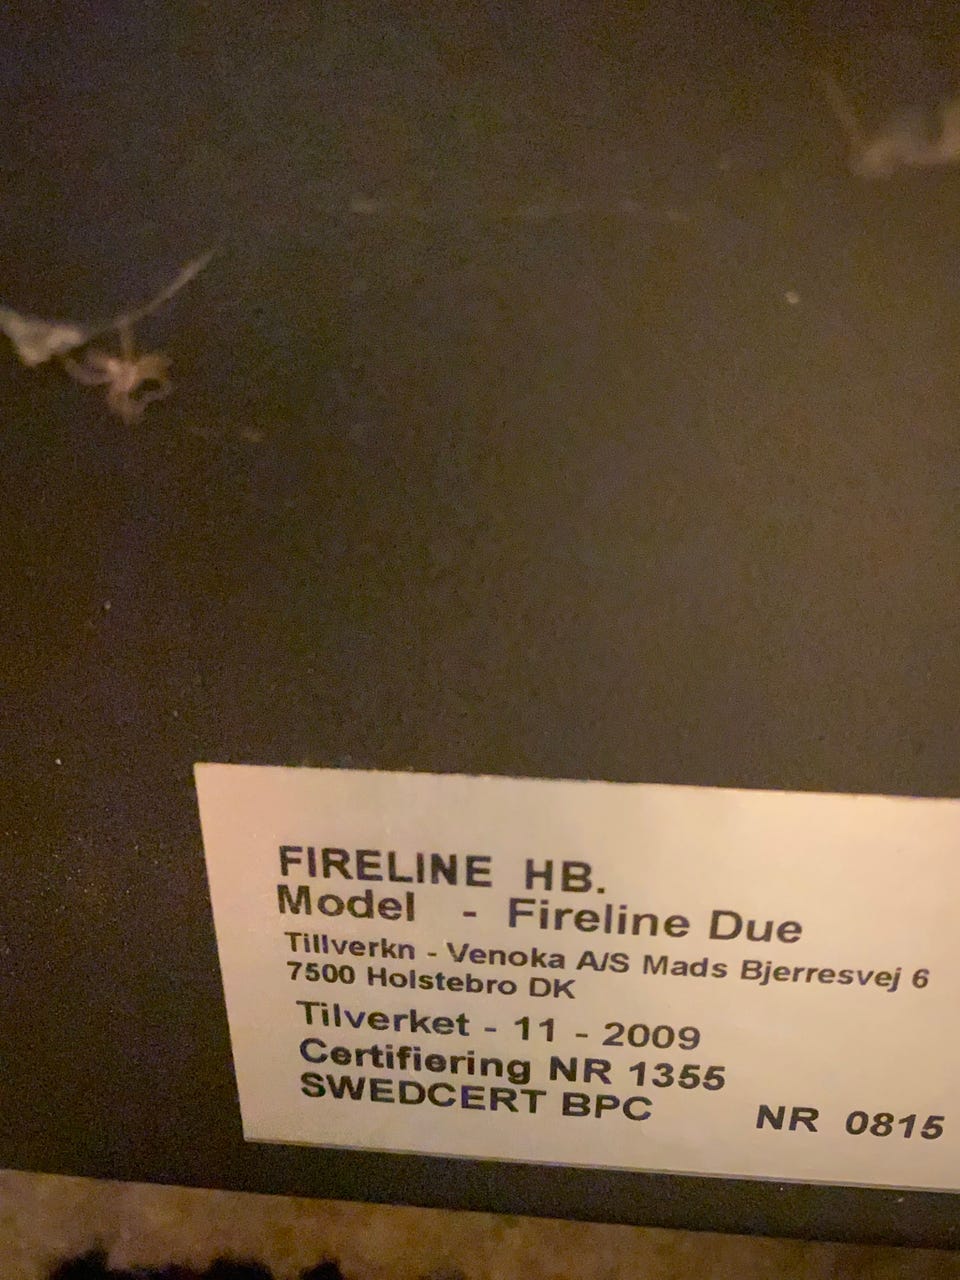 FIRELINE HB.
Model - Fireline Due
Tillverkn - Venoka A/S Mads Bjerresvej 6
7500 Holstebro DK
Tilverket - 11 - 2009
Certifiering NR 1355
SWEDCERT BPC NR 0815